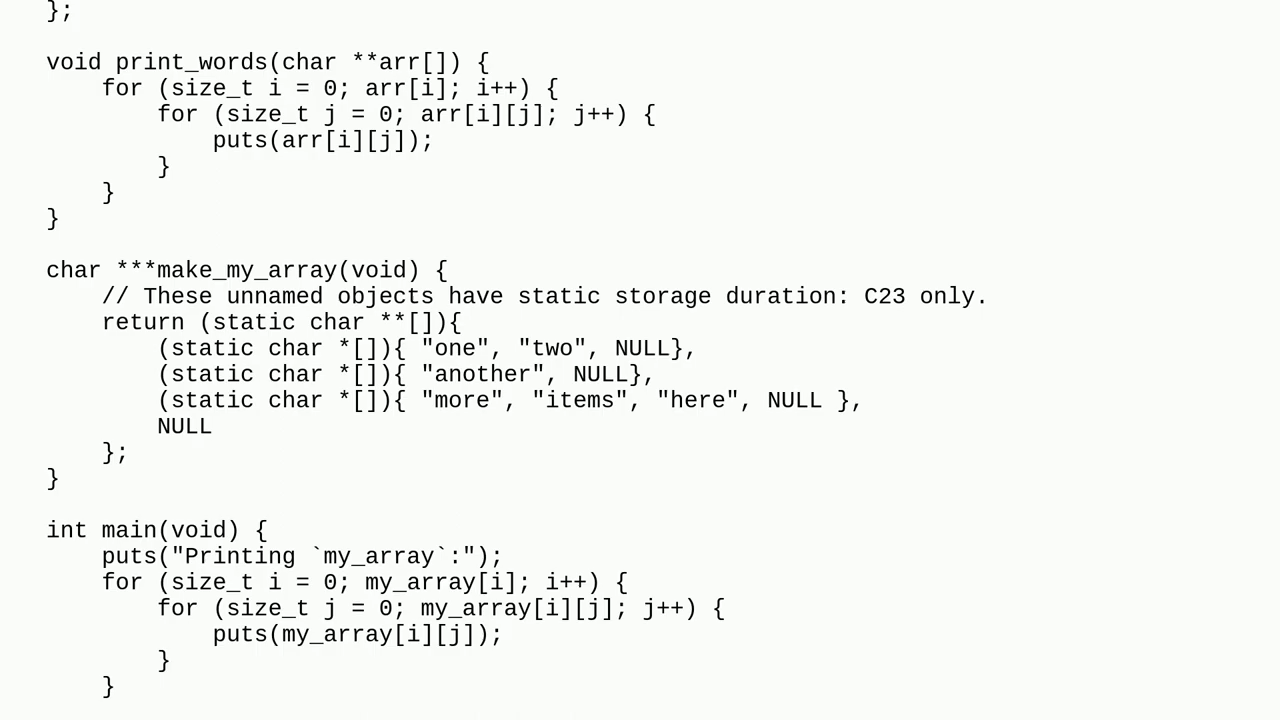 };
void print_words(char **arr[]) {
    for (size_t i = 0; arr[i]; i++) {
        for (size_t j = 0; arr[i][j]; j++) {
            puts(arr[i][j]);
        }
    }
}
char ***make_my_array(void) {
    // These unnamed objects have static storage duration: C23 only.
    return (static char **[]){
        (static char *[]){ "one", "two", NULL},
        (static char *[]){ "another", NULL},
        (static char *[]){ "more", "items", "here", NULL },
        NULL
    };
}
int main(void) {
    puts("Printing `my_array`:");
    for (size_t i = 0; my_array[i]; i++) {
        for (size_t j = 0; my_array[i][j]; j++) {
            puts(my_array[i][j]);
        }
    }